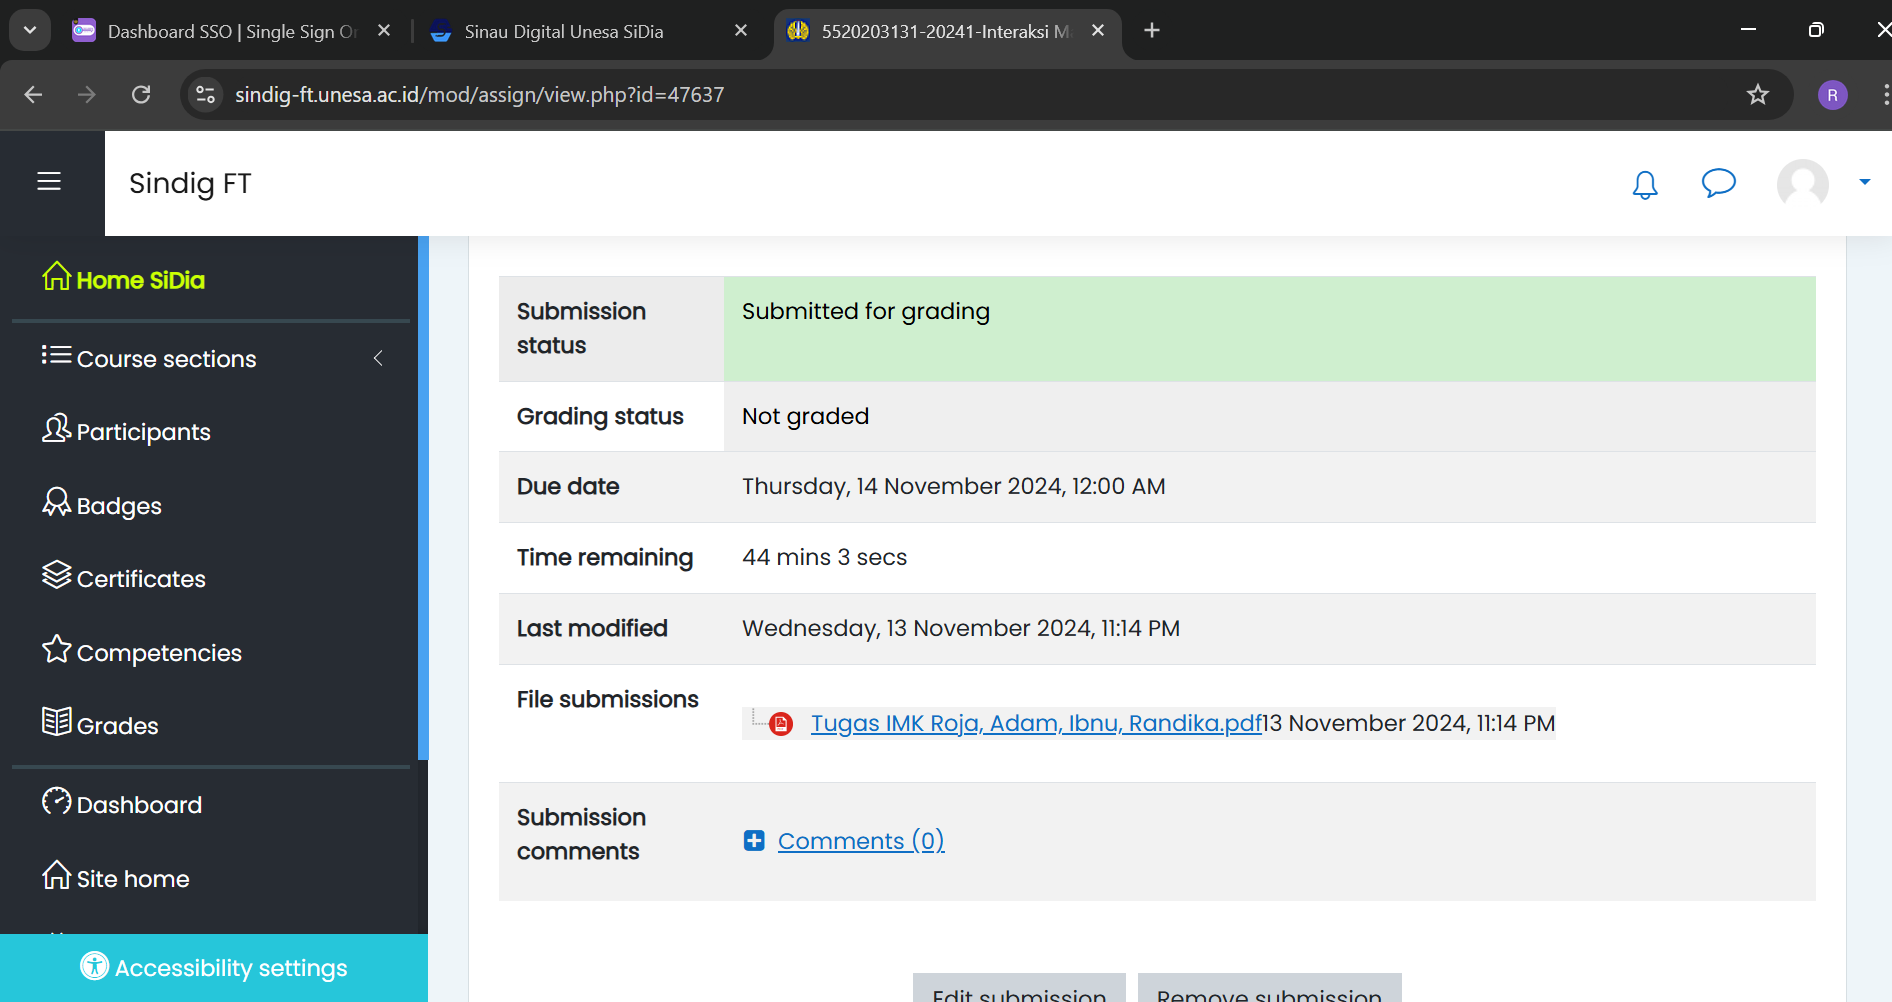 Dashboard SSO | Single Sign On
Sinau Digital Unesa SiDia
5520203131-20241-Interaksi Ma
sindig-ft.unesa.ac.id/mod/assign/view.php?id=47637
R
Sindig FT
Home SiDia
Course sections
Participants
Badges
Certificates
Competencies
Grades
Dashboard
Site home
Accessibility settings
Submission status
Submitted for grading
Grading status
Not graded
Due date
Thursday, 14 November 2024, 12:00 AM
Time remaining
44 mins 3 secs
Last modified
Wednesday, 13 November 2024, 11:14 PM
File submissions
Tugas IMK Roja, Adam, Ibnu, Randika.pdf13 November 2024, 11:14 PM
Submission comments
Comments (0)
Edit submission
Remove submission